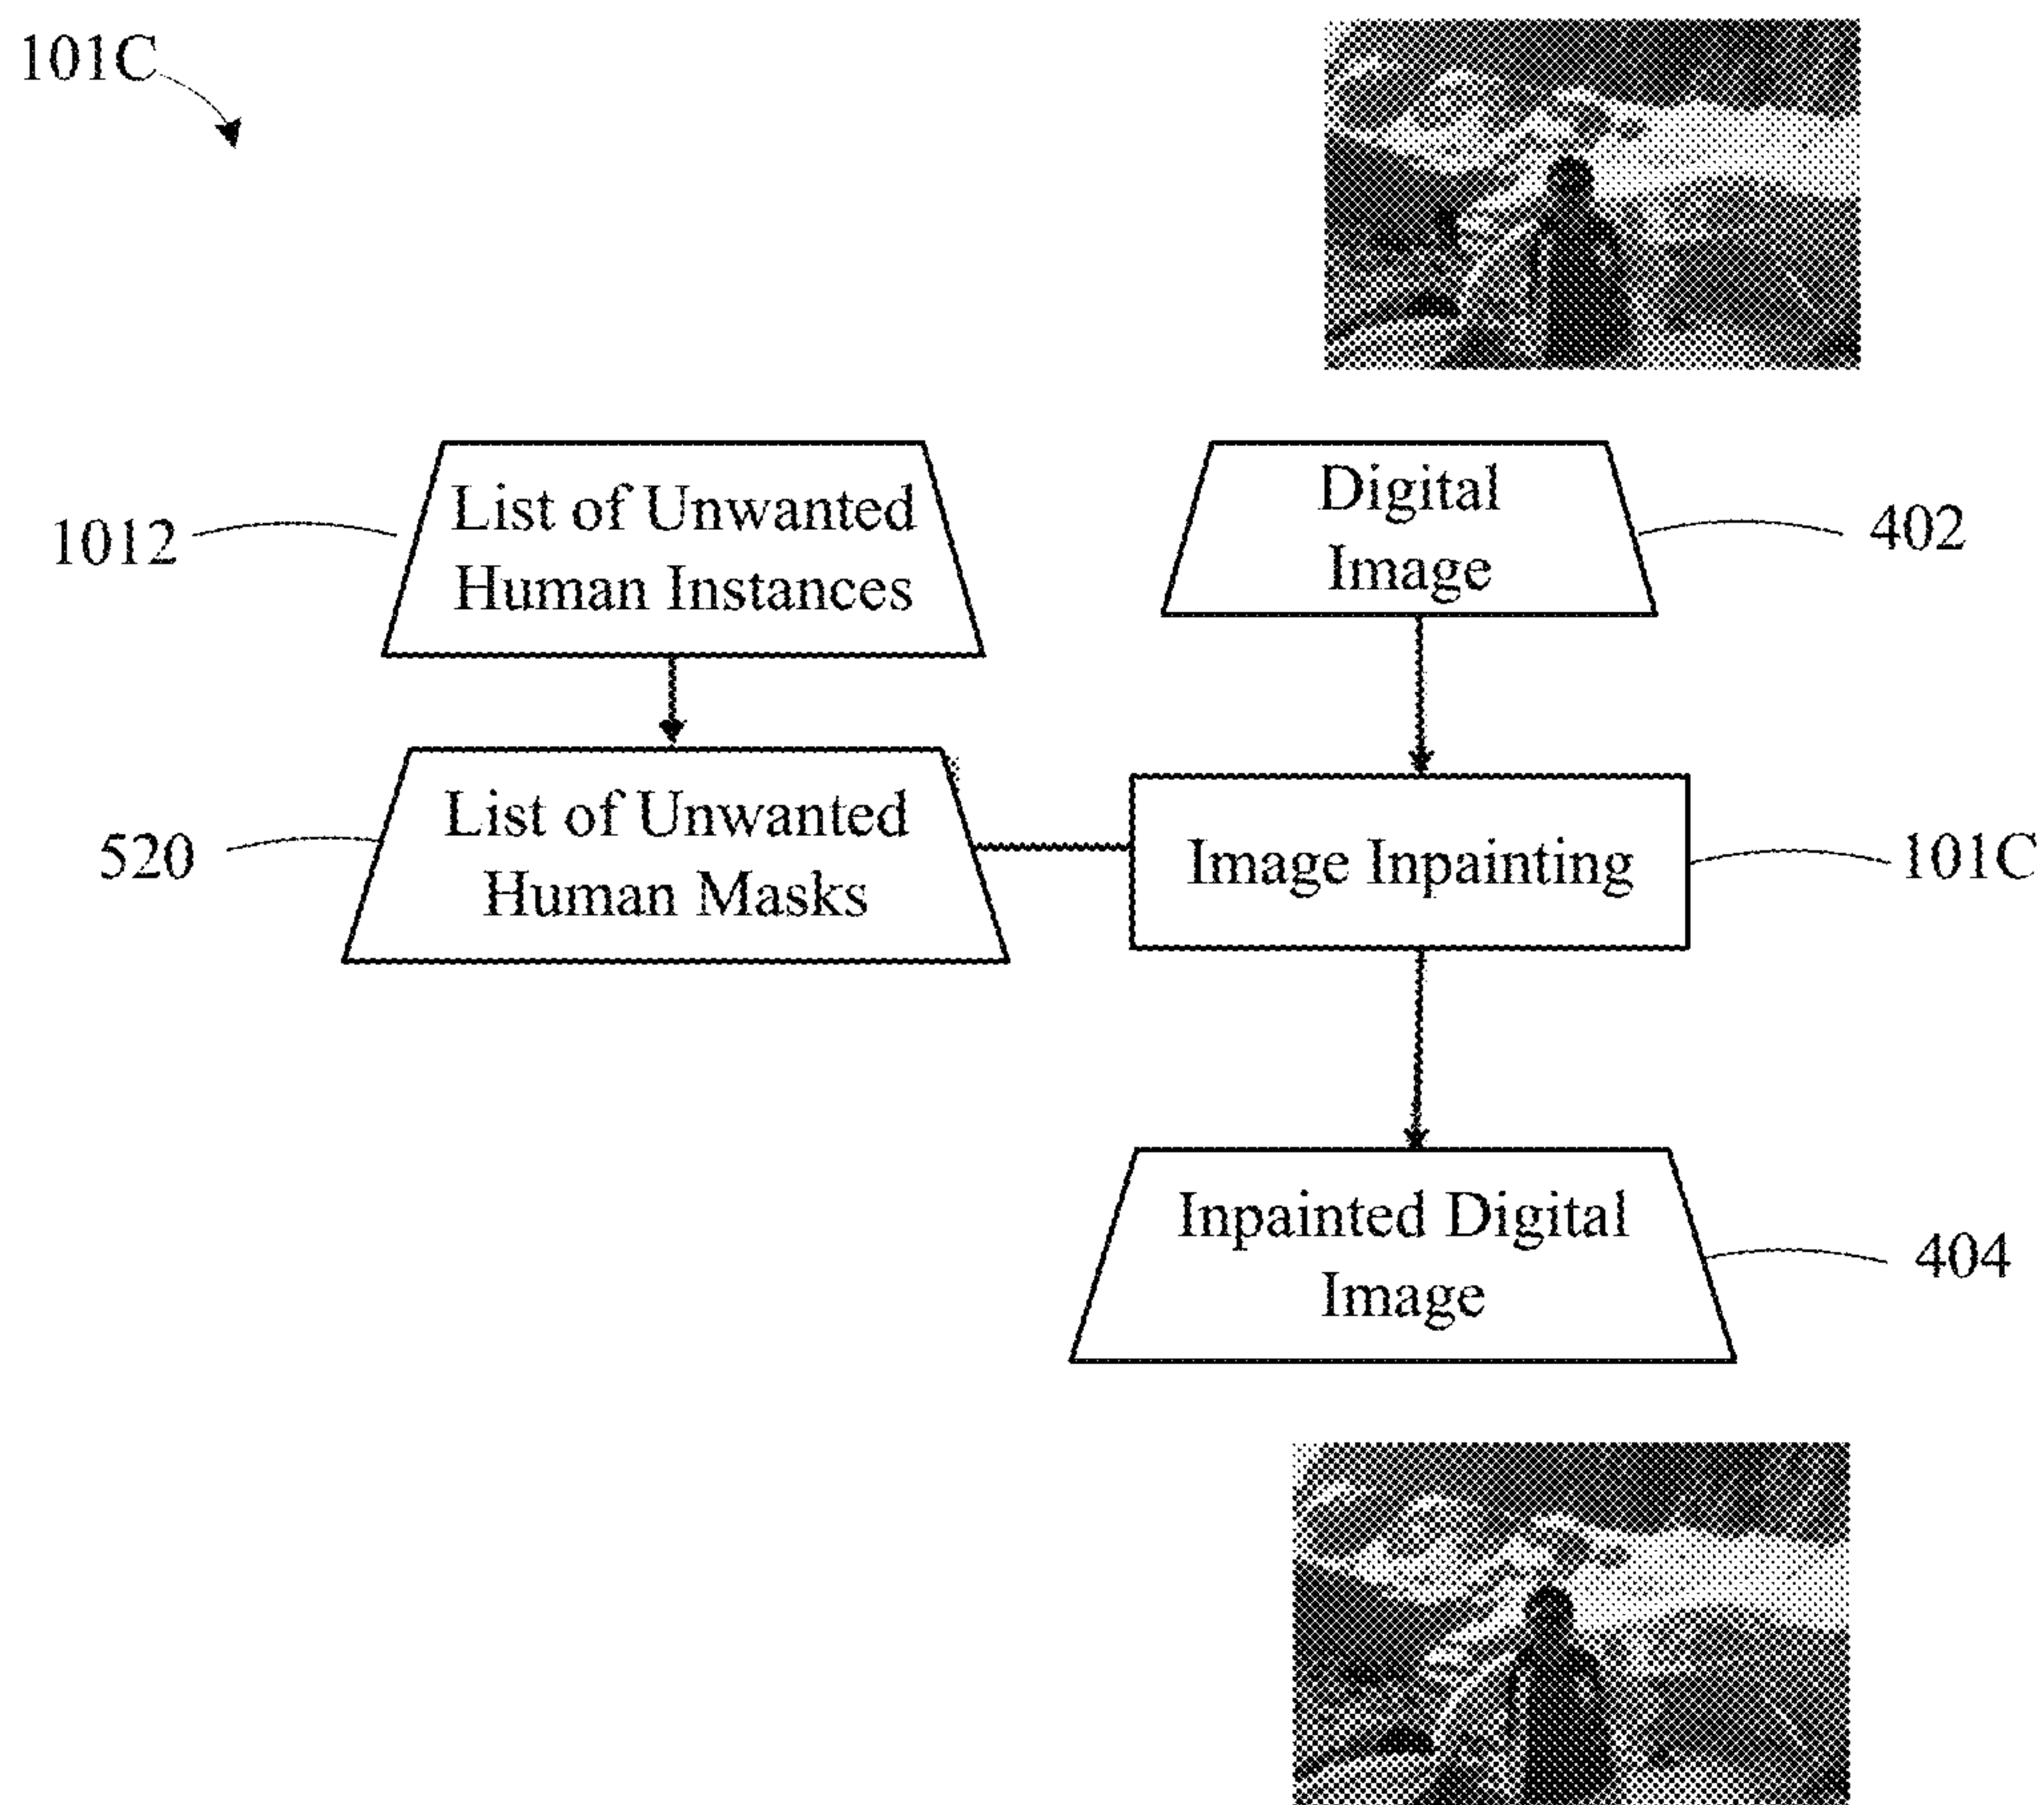 101C
List of Unwanted
Human Instances
1012
Digital
Image
402
List of Unwanted
Human Masks
520
Image Inpainting
101C
Inpainted Digital
Image
404